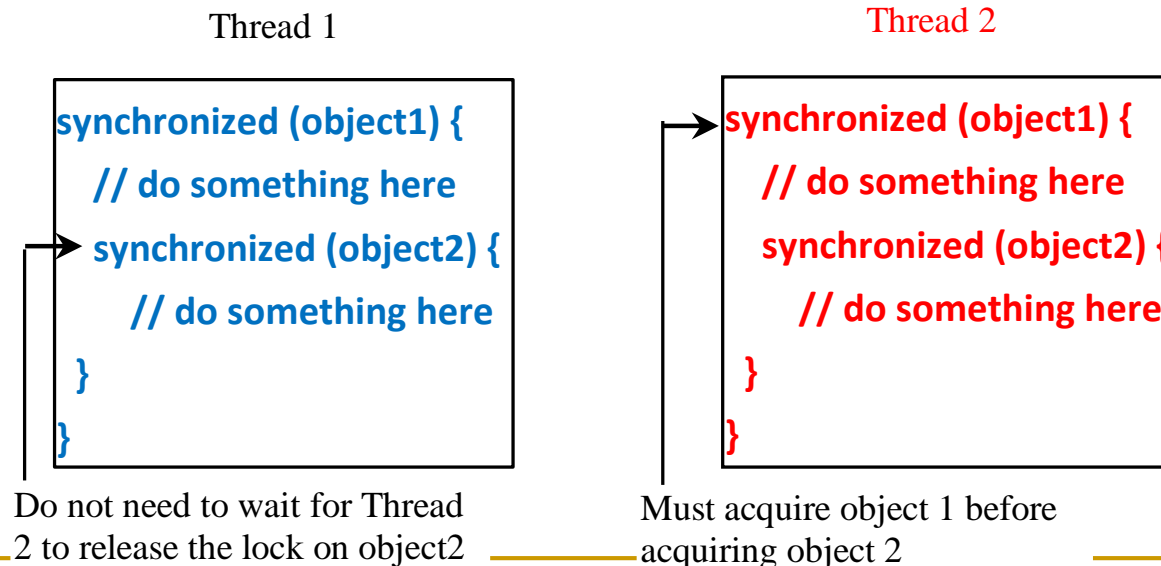 Thread 1
synchronized (object1) {
// do something here
synchronized (object2) {
// do something here
}
}
Do not need to wait for Thread
2 to release the lock on object2
Thread 2
synchronized (object1) {
// do something here
synchronized (object2) {
// do something here
}
}
Must acquire object 1 before
acquiring object 2